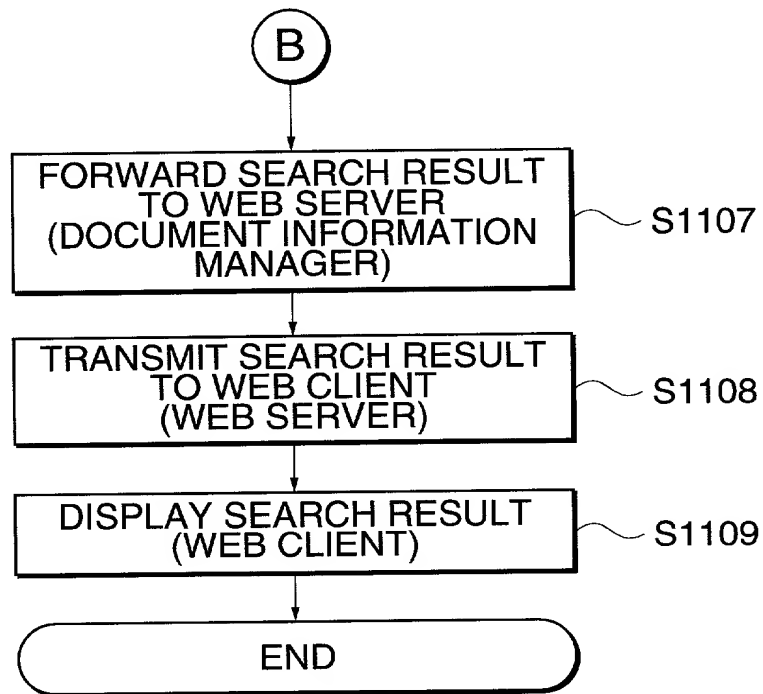 B
FORWARD SEARCH RESULT
TO WEB SERVER
(DOCUMENT INFORMATION
MANAGER)
S1107
TRANSMIT SEARCH RESULT
TO WEB CLIENT
(WEB SERVER)
S1108
DISPLAY SEARCH RESULT
(WEB CLIENT)
S1109
END